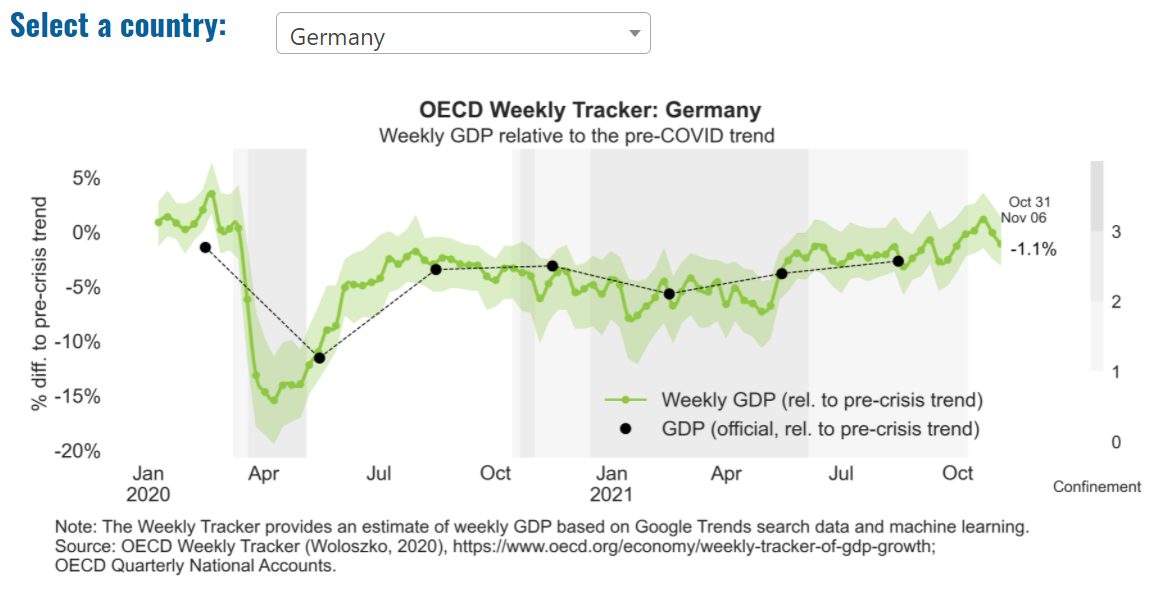 Select a country:
Germany
OECD Weekly Tracker: Germany
Weekly GDP relative to the pre-COVID trend
% diff. to pre-crisis trend
5%
0%
-5%
-10%
-15%
-20%
Oct 31
Nov 06
-1.1%
3
2
1
0
Confinement
Weekly GDP (rel. to pre-crisis trend)
GDP (official, rel. to pre-crisis trend)
Jan Apr Jul Oct Jan Apr Jul Oct
2020 2021
Note: The Weekly Tracker provides an estimate of weekly GDP based on Google Trends search data and machine learning.
Source: OECD Weekly Tracker (Woloszko, 2020), https://www.oecd.org/economy/weekly-tracker-of-gdp-growth;
OECD Quarterly National Accounts.